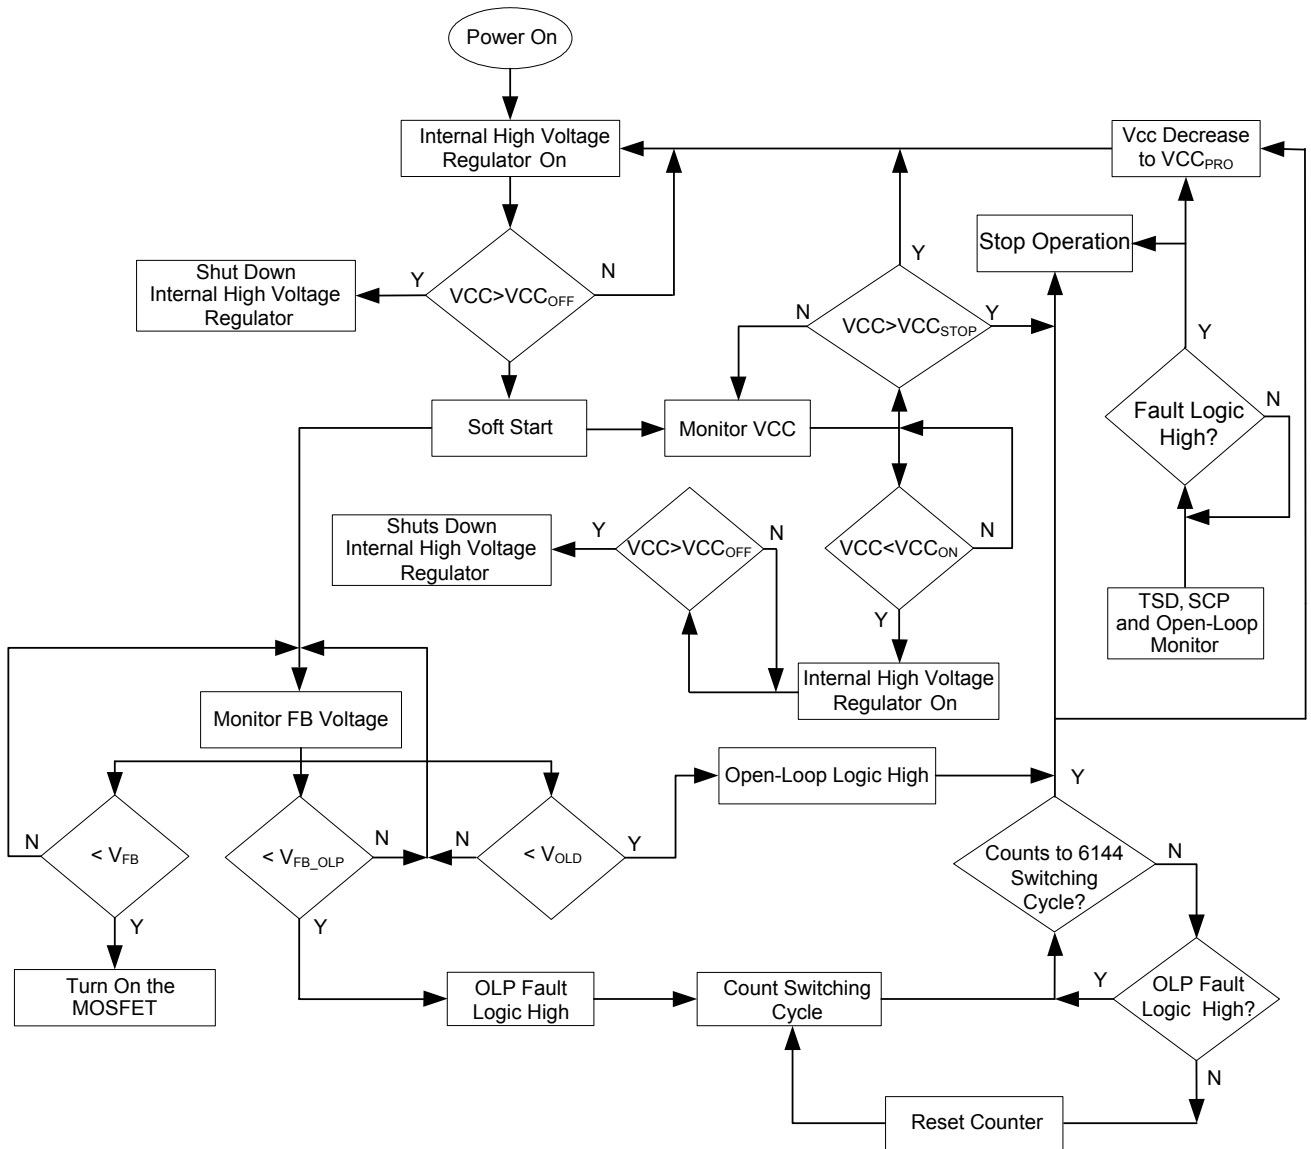 Power On
Internal High Voltage
Regulator On
Vcc Decrease
to VCCPRO
Stop Operation
Shut Down
Internal High Voltage
Regulator
Y
VCC>VCCOFF
N
Y
N
VCC>VCCSTOP
Y
Y
Fault Logic
High?
N
Soft Start
Monitor VCC
Shuts Down
Internal High Voltage
Regulator
Y
VCC>VCCOFF
N
VCC<VCCON
N
Y
TSD, SCP
and Open-Loop
Monitor
Internal High Voltage
Regulator On
Monitor FB Voltage
Open-Loop Logic High
Y
N
< VFB
Y
< VFB_OLP
N
Y
N
< VOLD
Y
Counts to 6144
Switching
Cycle?
N
Turn On the
MOSFET
OLP Fault
Logic High
Count Switching
Cycle
Y
OLP Fault
Logic High?
N
Reset Counter